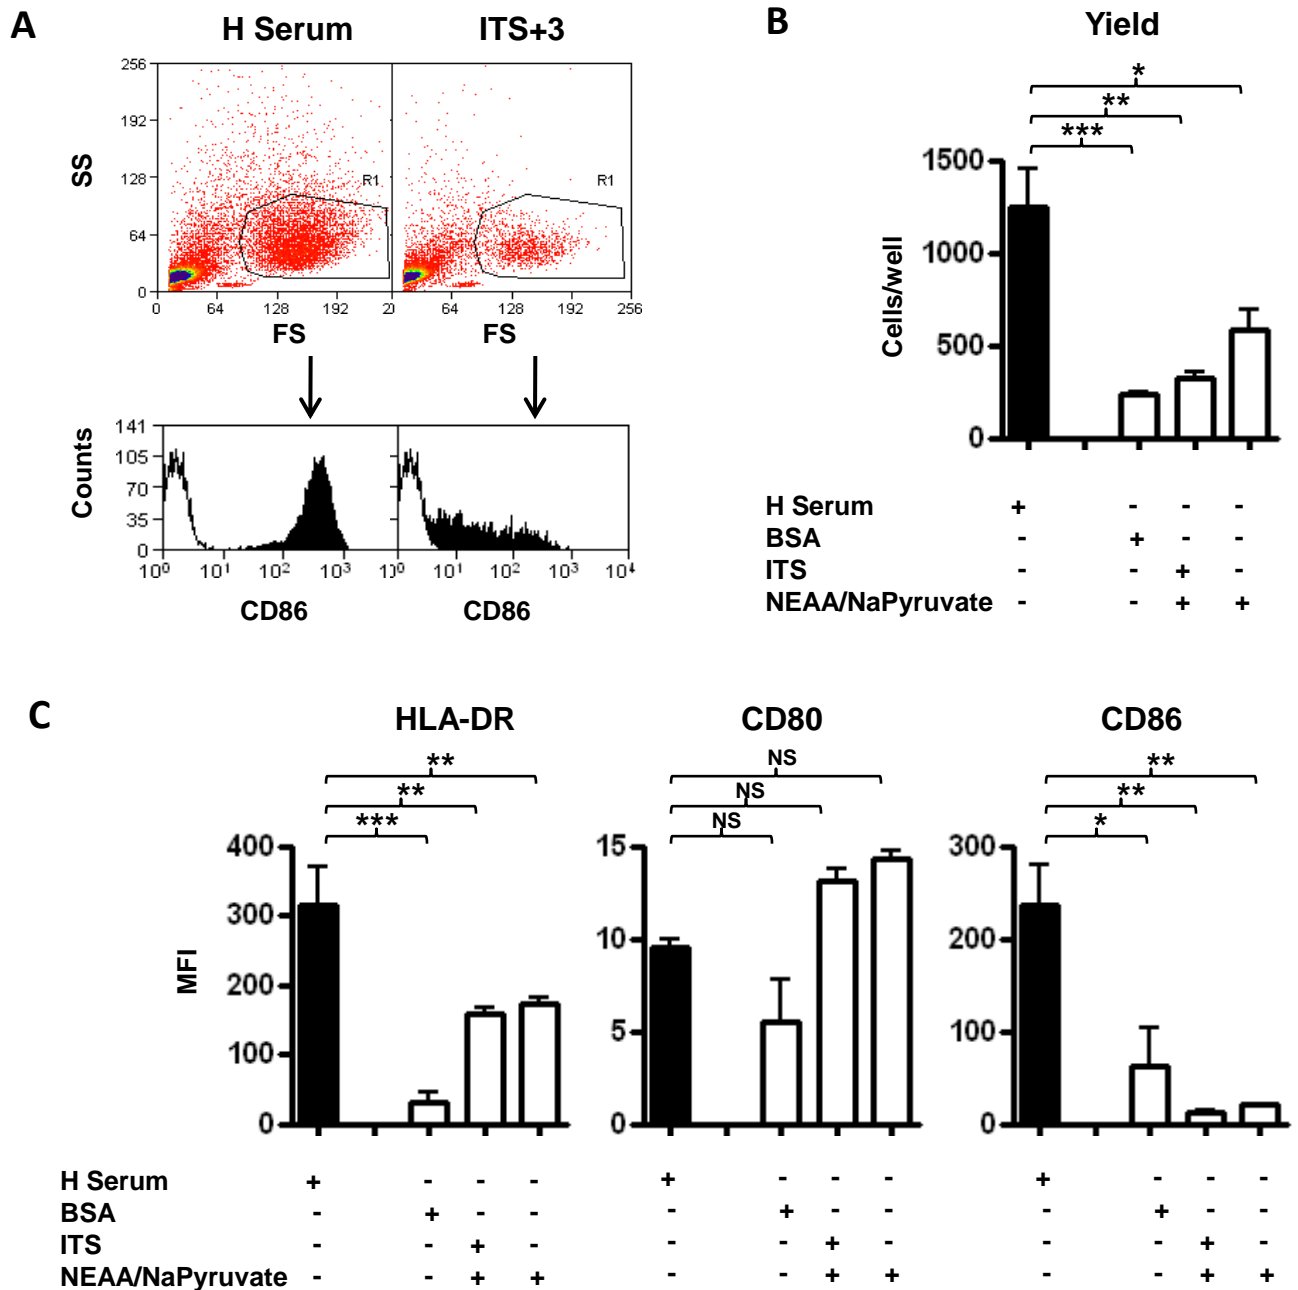 A
H Serum
ITS+3
SS
256
192
128
64
0
R1
R1
0 64 128 192 2
64 128 192 256
FS
FS
Counts
141
105
70
35
0
10⁰ 10¹ 10² 10³ 10⁰ 10¹ 10² 10³ 10⁴
CD86
CD86
B
Yield
*
**
***
Cells/well
1500
1000
500
0
H Serum + - - -
BSA - + - -
ITS - - + -
NEAA/NaPyruvate - - + +
C
HLA-DR
**
**
***
MFI
400
300
200
100
0
CD80
NS
NS
NS
15
10
5
0
CD86
**
**
*
300
200
100
0
H Serum + - - - + - - - + - - -
BSA - + - - - + - - - + - -
ITS - - + - - - + - - - + -
NEAA/NaPyruvate - - + + - - + + - - + +